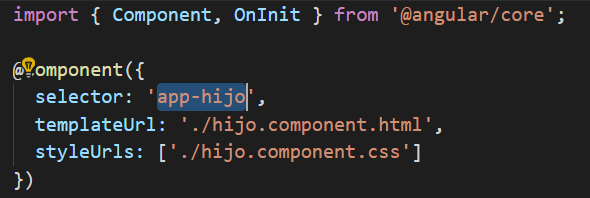 import { Component, OnInit } from '@angular/core';
@Component({
selector: 'app-hijo',
templateUrl: './hijo.component.html',
styleUrls: ['./hijo.component.css']
})